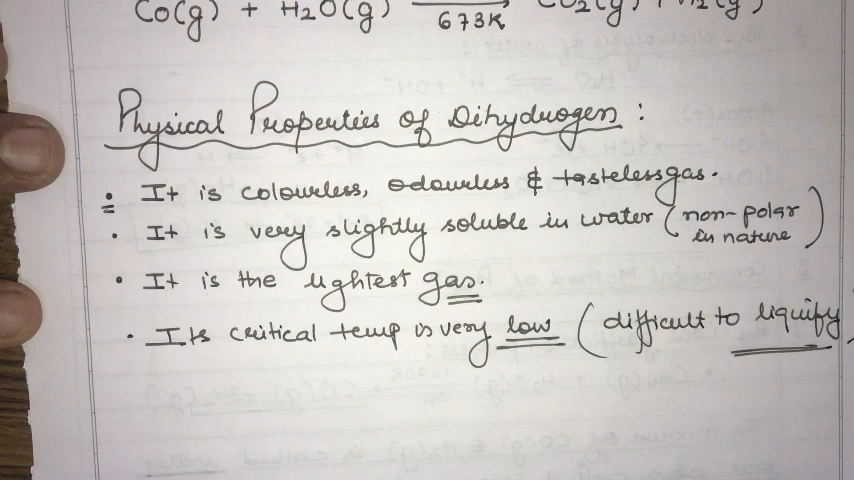 CO(g) + H2O(g) → 673K CO2(g) + H2(g)
Physical Properties of Dihydrogen :
• It is colourless, odourless & tasteless gas.
• It is very slightly soluble in water (non-polar in nature)
• It is the lightest gas.
• Its critical temp is very low (difficult to liquify)